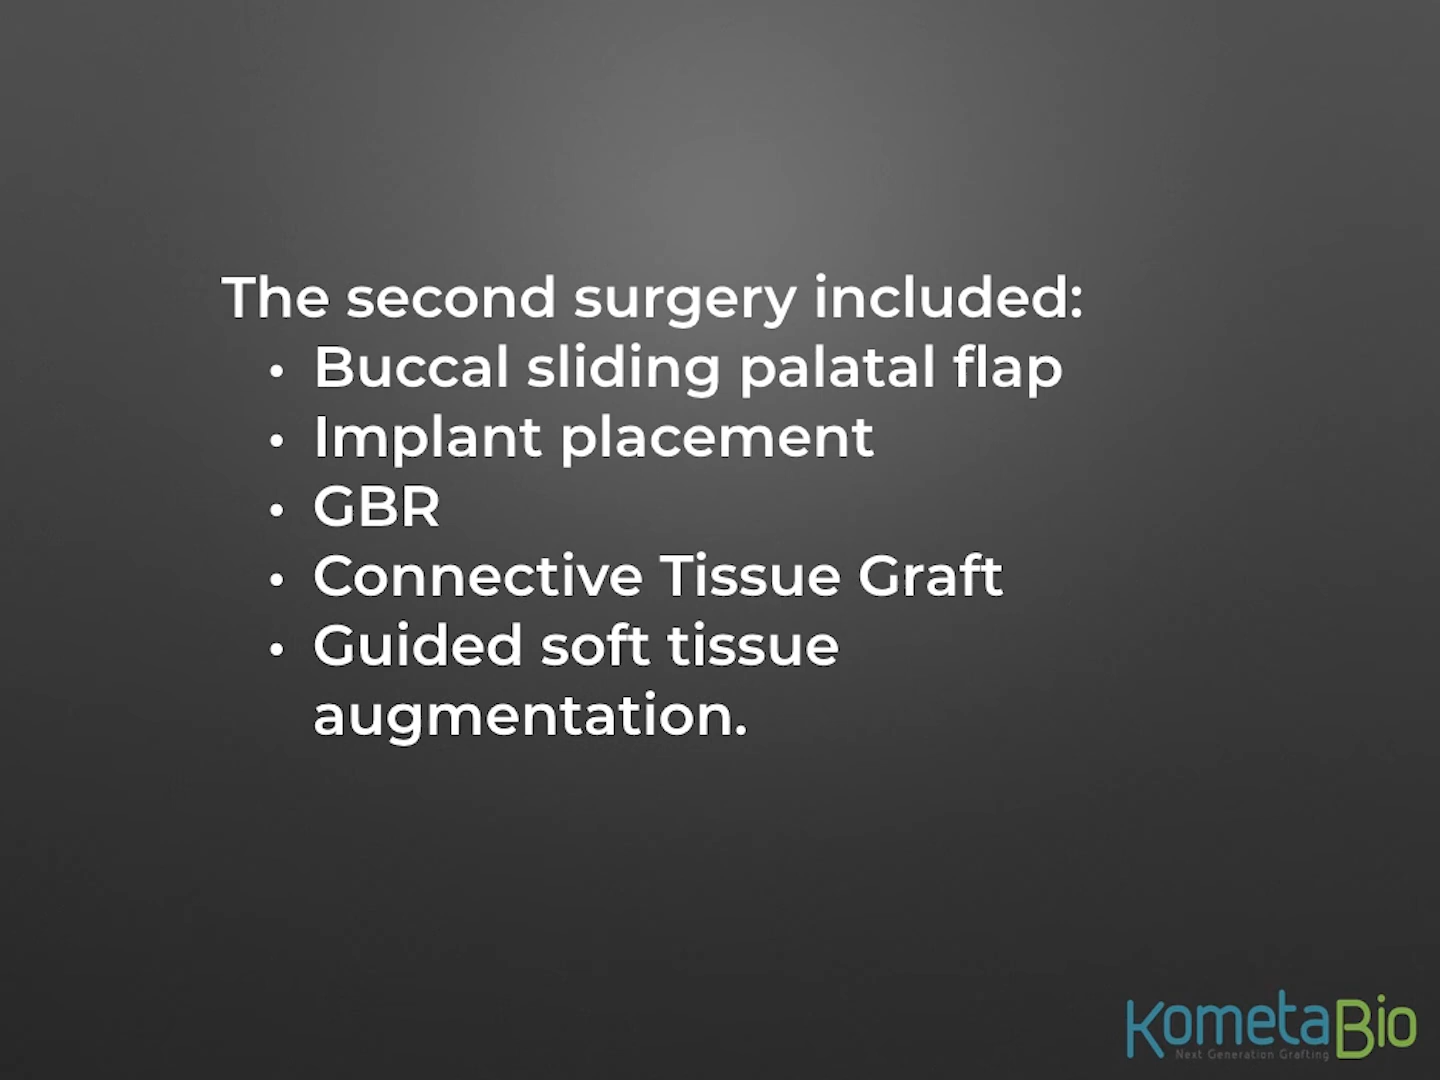 The second surgery included:
• Buccal sliding palatal flap
• Implant placement
• GBR
• Connective Tissue Graft
• Guided soft tissue
augmentation.
KometaBio
Next Generation Grafting